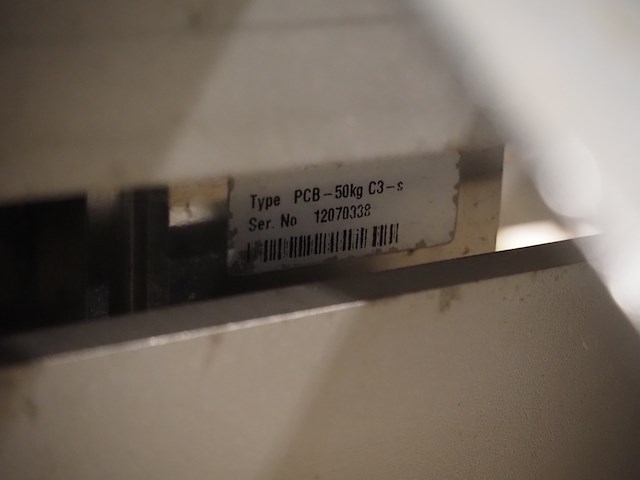 Type PCB-50kg C3-s
Ser. No 12070338